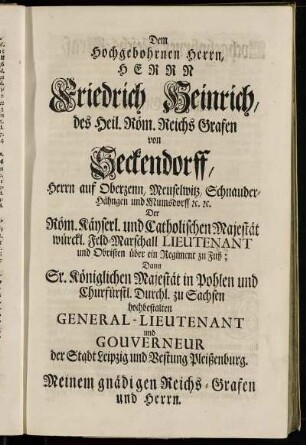 Dem
Hochgebohrnen Herrn,
HERRN
Friedrich Heinrich,
des Heil. Röm. Reichs Grafen
von
Seckendorff,
Herrn auf Oberzenn, Meuselwitz, Schnauder-
Hähngen und Mumsdorff ꝛc. ꝛc.
Der
Röm. Käyserl. und Catholischen Majestät
würckl. Feld-Marschall LIEUTENANT
und Obristen über ein Regiment zu Fuß;
Dann
Sr. Königlichen Majestät in Pohlen und
Churfürstl. Durchl. zu Sachsen
hochbestalten
GENERAL-LIEUTENANT
und
GOUVERNEUR
der Stadt Leipzig und Vestung Pleißenburg.
Meinem gnädigen Reichs-Grafen
und Herrn.